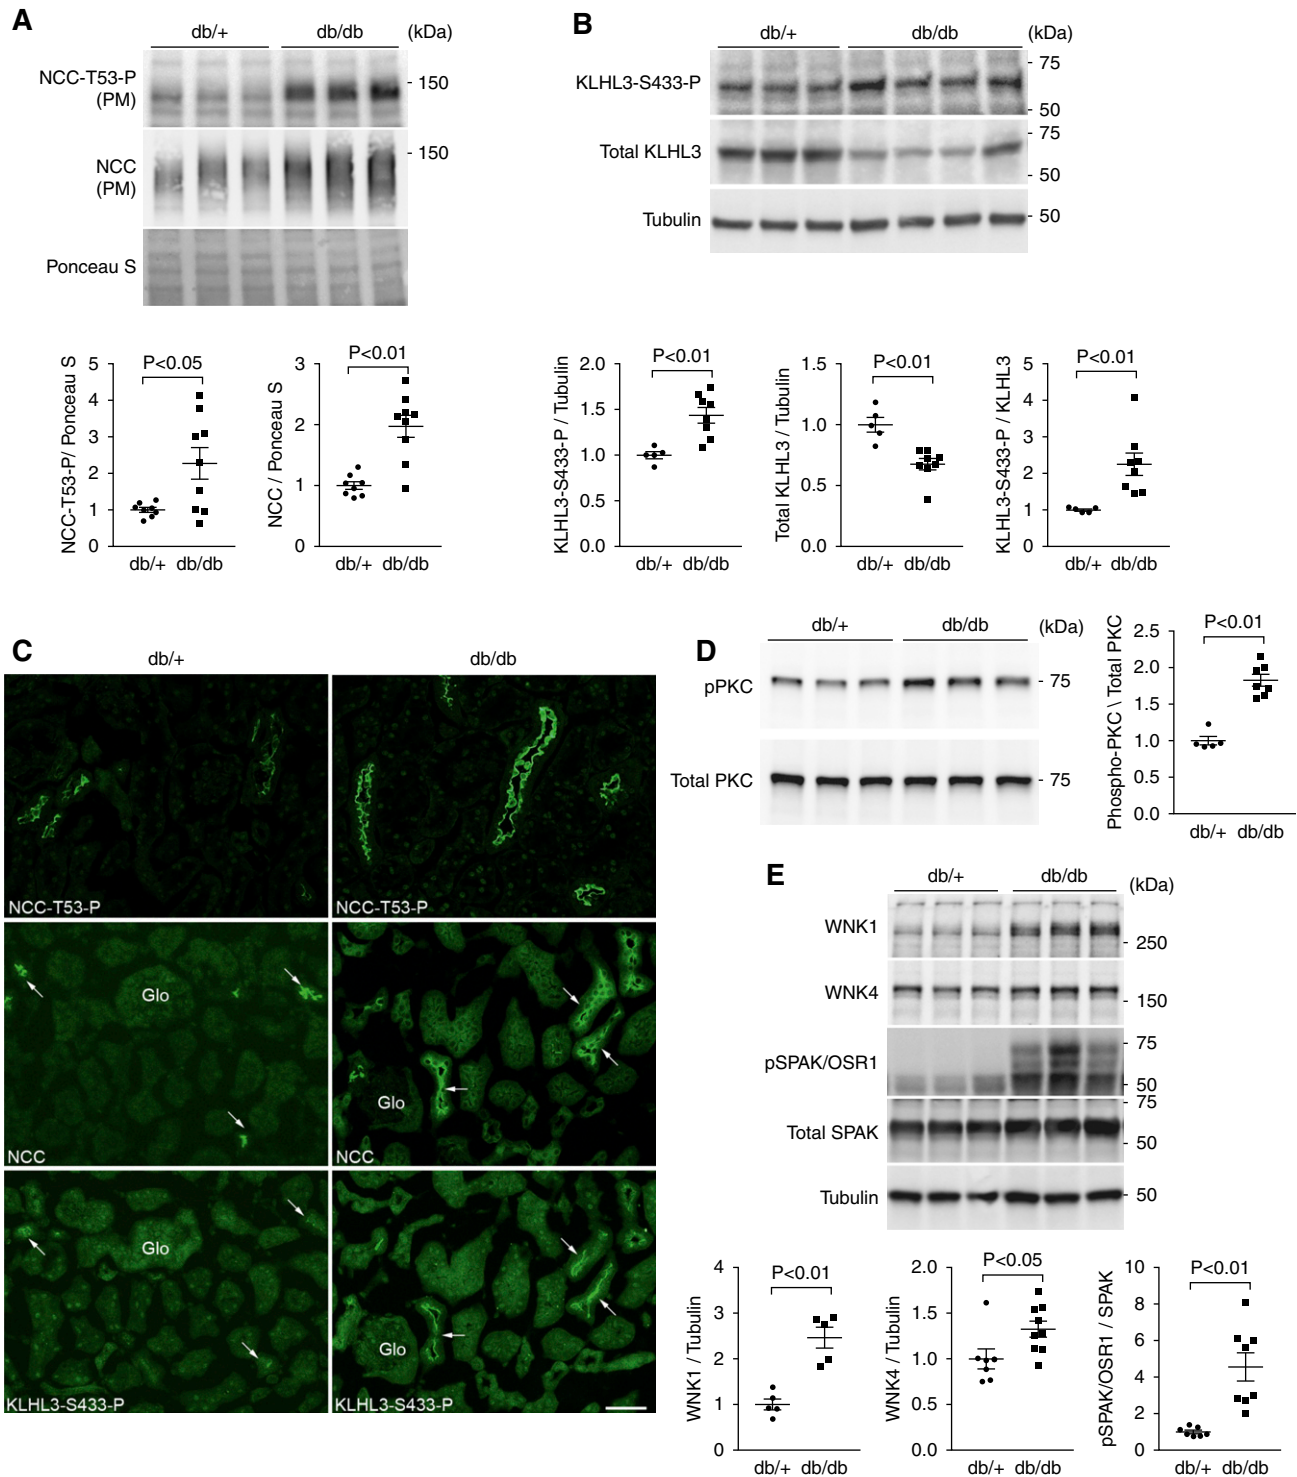 A
db/+ db/db (kDa)
NCC-T53-P
(PM)
- 150
NCC
(PM)
- 150
Ponceau S
NCC-T53-P/ Ponceau S
5
4
3
2
1
0
P<0.05
db/+ db/db
NCC / Ponceau S
3
2
1
0
P<0.01
db/+ db/db
B
db/+ db/db (kDa)
KLHL3-S433-P
- 75
- 50
Total KLHL3
- 75
- 50
Tubulin
- 50
KLHL3-S433-P / Tubulin
2.0
1.5
1.0
0.5
0.0
P<0.01
db/+ db/db
Total KLHL3 / Tubulin
1.5
1.0
0.5
0.0
P<0.01
db/+ db/db
KLHL3-S433-P / KLHL3
5
4
3
2
1
0
P<0.01
db/+ db/db
C
db/+ db/db
NCC-T53-P NCC-T53-P
Glo
Glo
NCC NCC
Glo
Glo
KLHL3-S433-P KLHL3-S433-P
D
db/+ db/db (kDa)
pPKC
- 75
Total PKC
- 75
Phospho-PKC \ Total PKC
2.5
2.0
1.5
1.0
0.5
0.0
P<0.01
db/+ db/db
E
db/+ db/db (kDa)
WNK1
- 250
WNK4
- 150
pSPAK/OSR1
- 75
- 50
Total SPAK
- 75
- 50
Tubulin
- 50
WNK1 / Tubulin
4
3
2
1
0
P<0.01
db/+ db/db
WNK4 / Tubulin
2.0
1.5
1.0
0.5
0.0
P<0.05
db/+ db/db
pSPAK/OSR1 / SPAK
10
8
6
4
2
0
P<0.01
db/+ db/db